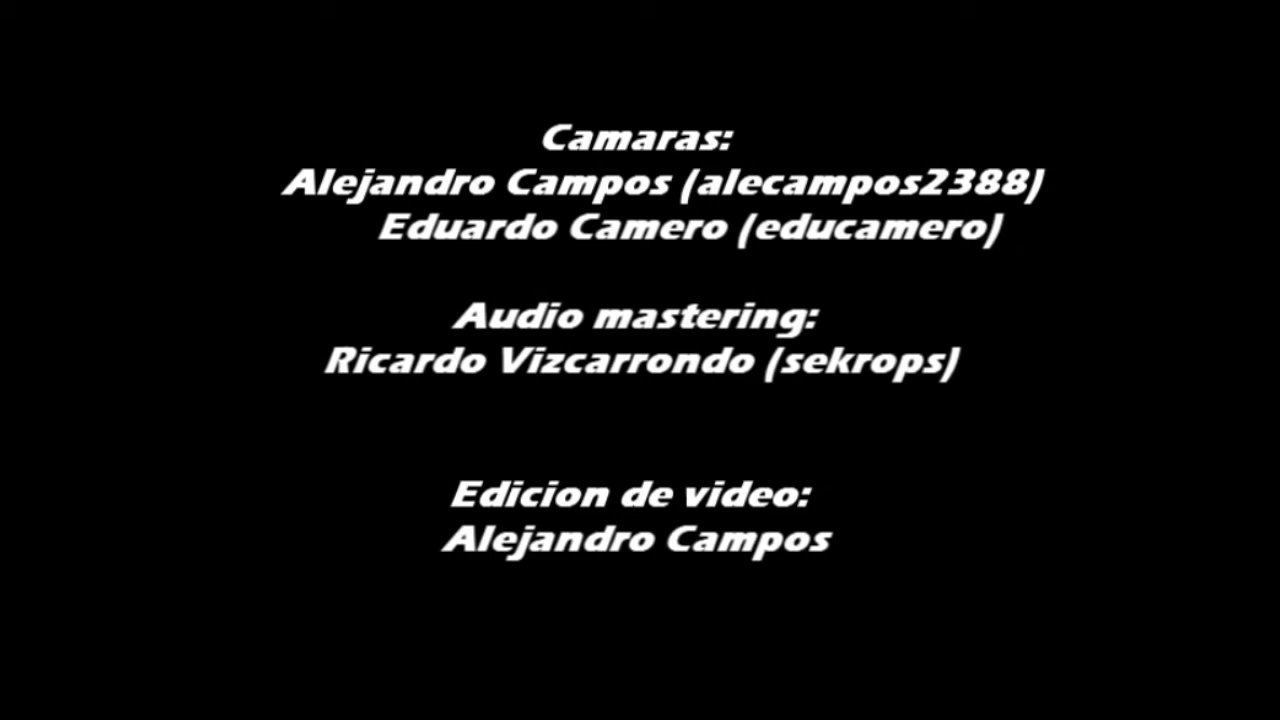 Camaras:
Alejandro Campos (alecampos2388)
Eduardo Camero (educamero)
Audio mastering:
Ricardo Vizcarrondo (sekrops)
Edicion de video:
Alejandro Campos